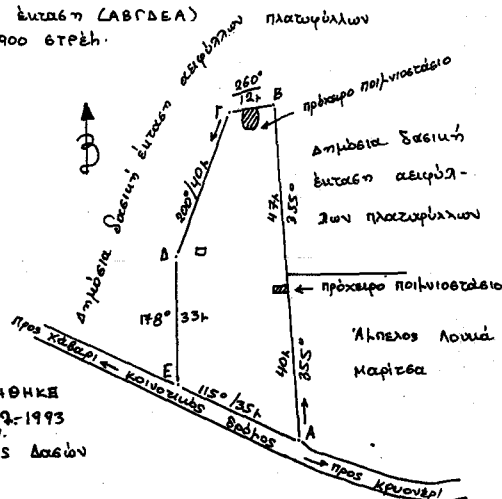 έκταση (ΑΒΓΔΕΑ)
900 στρέμ.
Δημόσια δασική έκταση αειφύλλων πλατυφύλλων
260°
12μ
Γ
Β
πρόχειρο ποιμνιοστάσιο
200°/40μ
Δημόσια δασική
έκταση αειφύλ-
λων πλατυφύλλων
47μ
355°
Δ
πρόχειρο ποιμνιοστάσιο
178° 33μ
Άμπελος Λουκά
Μαρίτσα
40μ
355°
Ε
115°/35μ
Α
προς Χάβαρι
κοινοτικός δρόμος
προς κρυονέρι
ΘΗΚΕ
-1993
ς Δασών